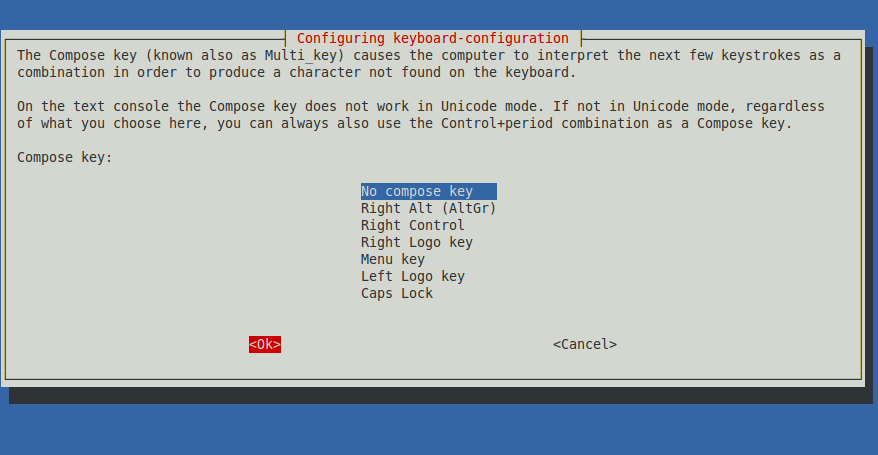 Configuring keyboard-configuration
The Compose key (known also as Multi_key) causes the computer to interpret the next few keystrokes as a
combination in order to produce a character not found on the keyboard.
On the text console the Compose key does not work in Unicode mode. If not in Unicode mode, regardless
of what you choose here, you can always also use the Control+period combination as a Compose key.
Compose key:
No compose key
Right Alt (AltGr)
Right Control
Right Logo key
Menu key
Left Logo key
Caps Lock
<Ok> <Cancel>